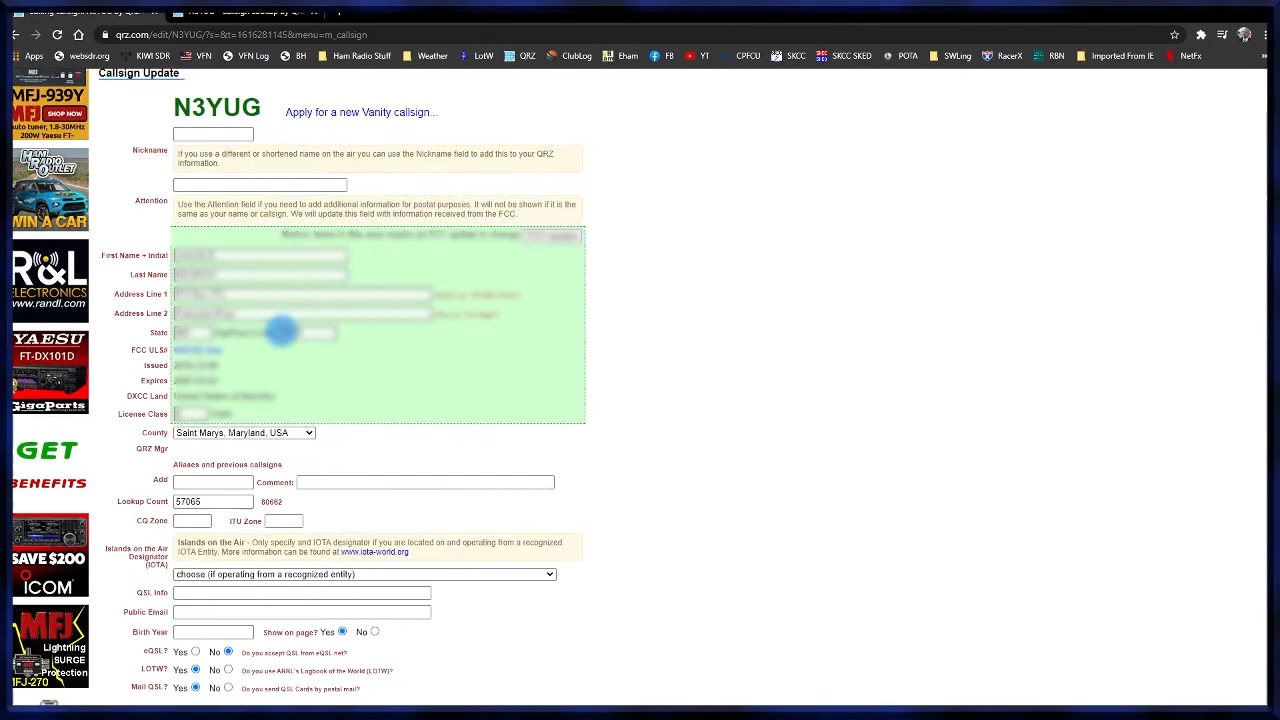 qrz.com/edit/N3YUG/?s=&t=1616281145&menu=m_callsign
Apps websdr.org KIWI SDR VFN VFN Log BH Ham Radio Stuff Weather LotW QRZ ClubLog Eham FB YT CPFCU SKCC SKCC SKED POTA SWLing RacerX RBN Imported From IE NetFx
Callsign Update
MFJ-939Y
MFJ SHOP NOW
Auto tuner, 1.8-30MHz
200W Yaesu FT-
N3YUG Apply for a new Vanity callsign...
Nickname
If you use a different or shortened name on the air you can use the Nickname field to add this to your QRZ
information.
HAM RADIO OUTLET
WIN A CAR
Attention
Use the Attention field if you need to add additional information for postal purposes. It will not be shown if it is the
same as your name or callsign. We will update this field with information received from the FCC.
First Name + Initial
Last Name
R&L
ELECTRONICS
www.randl.com
Address Line 1
Address Line 2
State
YAESU
FT-DX101D
GigaParts
FCC ULS#
Issued
Expires
DXCC Land
License Class
County Saint Marys, Maryland, USA
QRZ Mgr
GET
BENEFITS
Aliases and previous callsigns
Add Comment:
Lookup Count 57065 80662
CQ Zone ITU Zone
Islands on the Air
Designator
(IOTA)
Islands on the Air - Only specify and IOTA designator if you are located on and operating from a recognized
IOTA Entity. More information can be found at www.iota-world.org
choose (if operating from a recognized entity)
SAVE $200
ICOM
QSL Info
Public Email
Birth Year Show on page? Yes No
MFJ
Lightning
SURGE
Protection
MFJ-270
eQSL? Yes No Do you accept QSL from eQSL.net?
LOTW? Yes No Do you use ARRL's Logbook of the World (LOTW)?
Mail QSL? Yes No Do you send QSL Cards by postal mail?